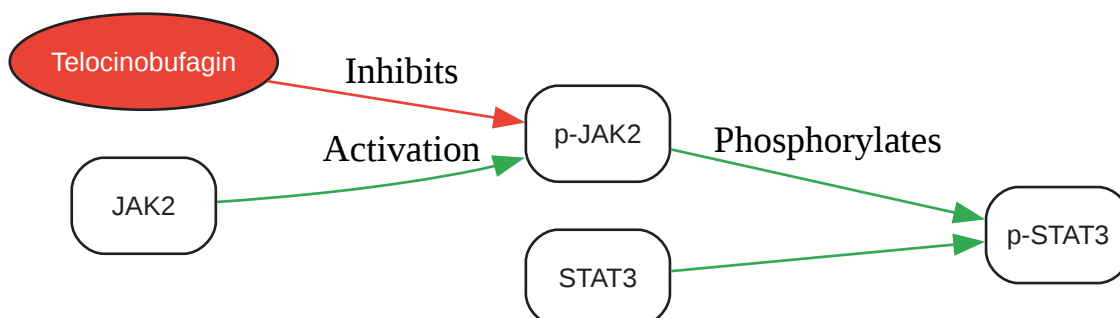 Telocinobufagin
Inhibits
p-JAK2
Activation
Phosphorylates
JAK2
p-STAT3
STAT3